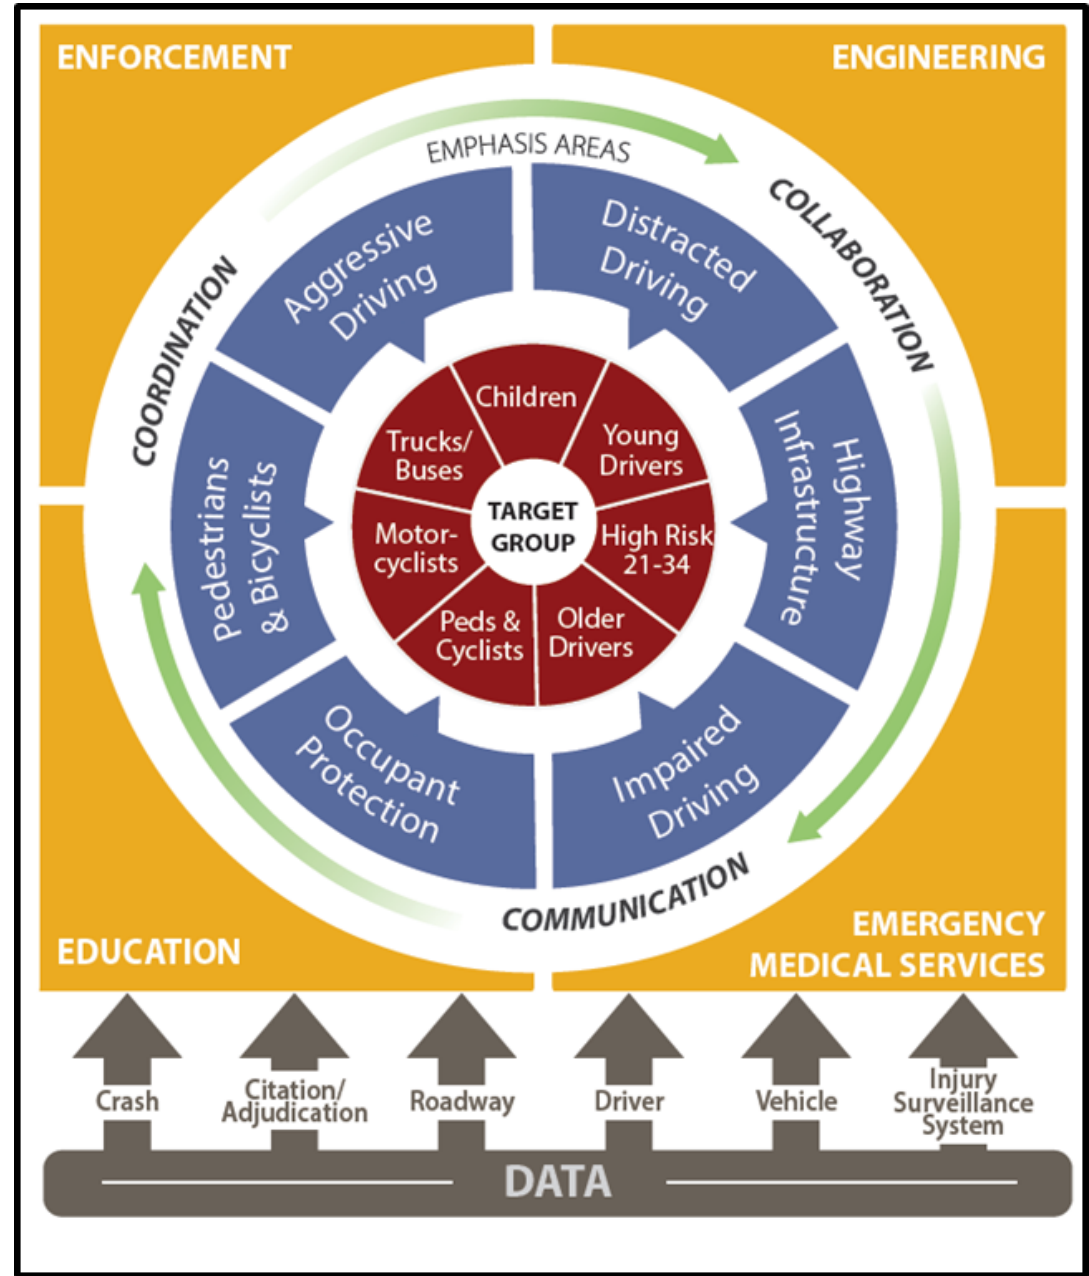 ENFORCEMENT
ENGINEERING
EMPHASIS AREAS
COORDINATION
COLLABORATION
COMMUNICATION
Aggressive
Driving
Distracted
Driving
Highway
Infrastructure
Impaired
Driving
Occupant
Protection
Pedestrians
& Bicyclists
Children
Young
Drivers
High Risk
21-34
Older
Drivers
Peds &
Cyclists
Motor-
cyclists
Trucks/
Buses
TARGET
GROUP
EDUCATION
EMERGENCY
MEDICAL SERVICES
Crash
Citation/
Adjudication
Roadway
Driver
Vehicle
Injury
Surveillance
System
DATA